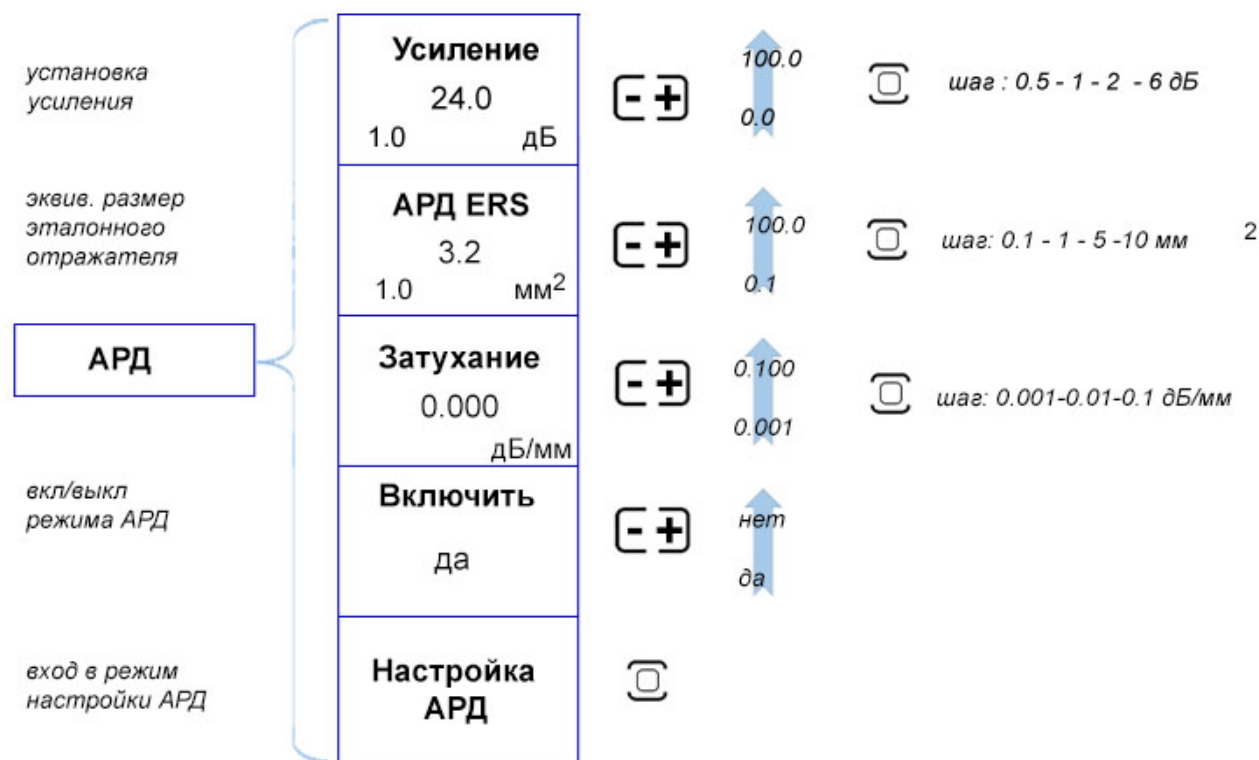 установка
усиления
Усиление
24.0
1.0 дБ
- +
100.0
0.0
шаг : 0.5 - 1 - 2 - 6 дБ
эквив. размер
эталонного
отражателя
АРД ERS
3.2
1.0 мм2
- +
100.0
0.1
шаг: 0.1 - 1 - 5 -10 мм 2
АРД
Затухание
0.000
дБ/мм
- +
0.100
0.001
шаг: 0.001-0.01-0.1 дБ/мм
вкл/выкл
режима АРД
Включить
да
- +
нет
да
вход в режим
настройки АРД
Настройка
АРД